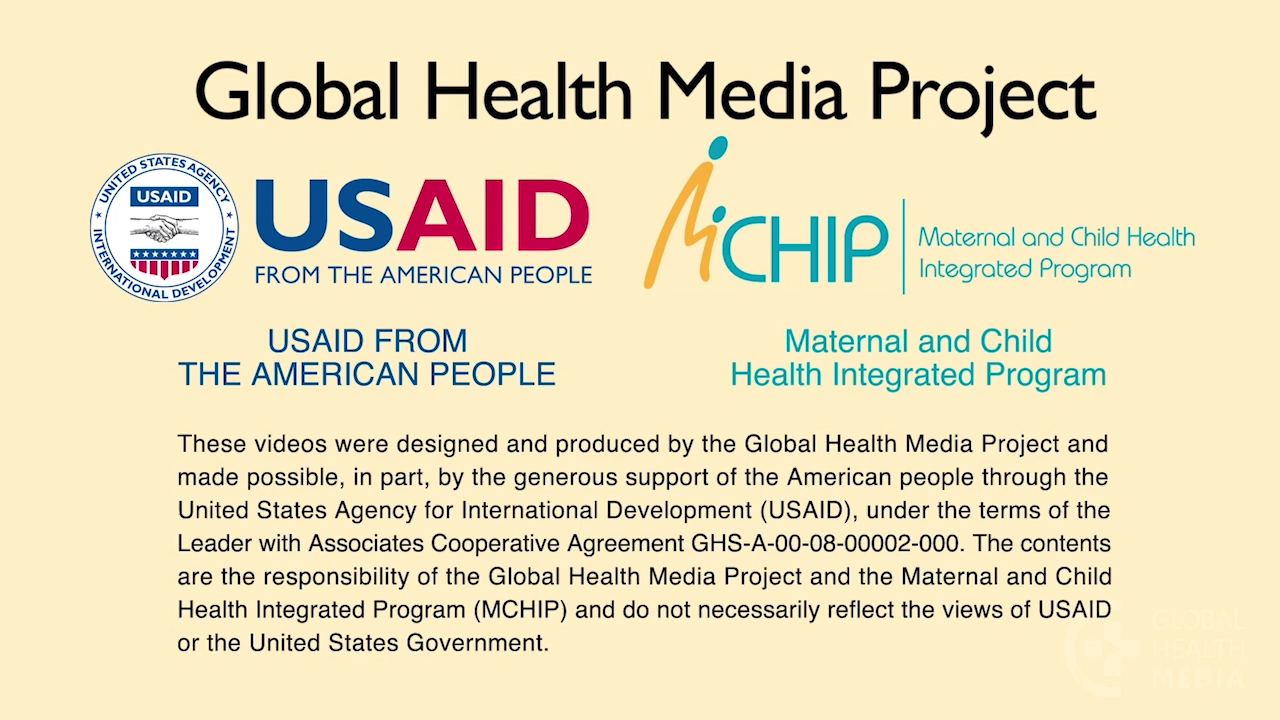 Global Health Media Project
UNITED STATES AGENCY
USAID
INTERNATIONAL DEVELOPMENT
USAID
FROM THE AMERICAN PEOPLE
MCHIP
Maternal and Child Health
Integrated Program
USAID FROM
THE AMERICAN PEOPLE
Maternal and Child
Health Integrated Program
These videos were designed and produced by the Global Health Media Project and
made possible, in part, by the generous support of the American people through the
United States Agency for International Development (USAID), under the terms of the
Leader with Associates Cooperative Agreement GHS-A-00-08-00002-000. The contents
are the responsibility of the Global Health Media Project and the Maternal and Child
Health Integrated Program (MCHIP) and do not necessarily reflect the views of USAID
or the United States Government.
GLOBAL
HEALTH
MEDIA